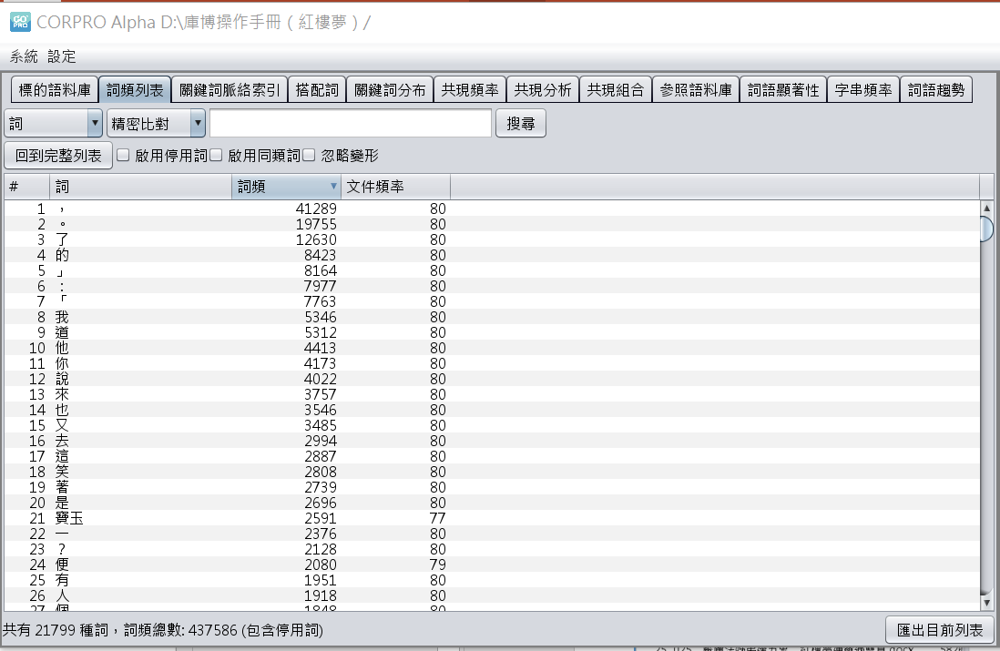 GO PRO CORPRO Alpha D:\庫博操作手冊（紅樓夢）/
系統 設定
標的語料庫 詞頻列表 關鍵詞脈絡索引 搭配詞 關鍵詞分布 共現頻率 共現分析 共現組合 參照語料庫 詞語顯著性 字串頻率 詞語趨勢
詞 精密比對 搜尋
回到完整列表 啟用停用詞 啟用同類詞 忽略變形
# 詞 詞頻 文件頻率
1 ， 41289 80
2 。 19755 80
3 了 12630 80
4 的 8423 80
5 」 8164 80
6 ： 7977 80
7 「 7763 80
8 我 5346 80
9 道 5312 80
10 他 4413 80
11 你 4173 80
12 說 4022 80
13 來 3757 80
14 也 3546 80
15 又 3485 80
16 去 2994 80
17 這 2887 80
18 笑 2808 80
19 著 2739 80
20 是 2696 80
21 寶玉 2591 77
22 一 2376 80
23 ？ 2128 80
24 便 2080 79
25 有 1951 80
26 人 1918 80
27 個 1848 80
共有 21799 種詞，詞頻總數: 437586 (包含停用詞) 匯出目前列表